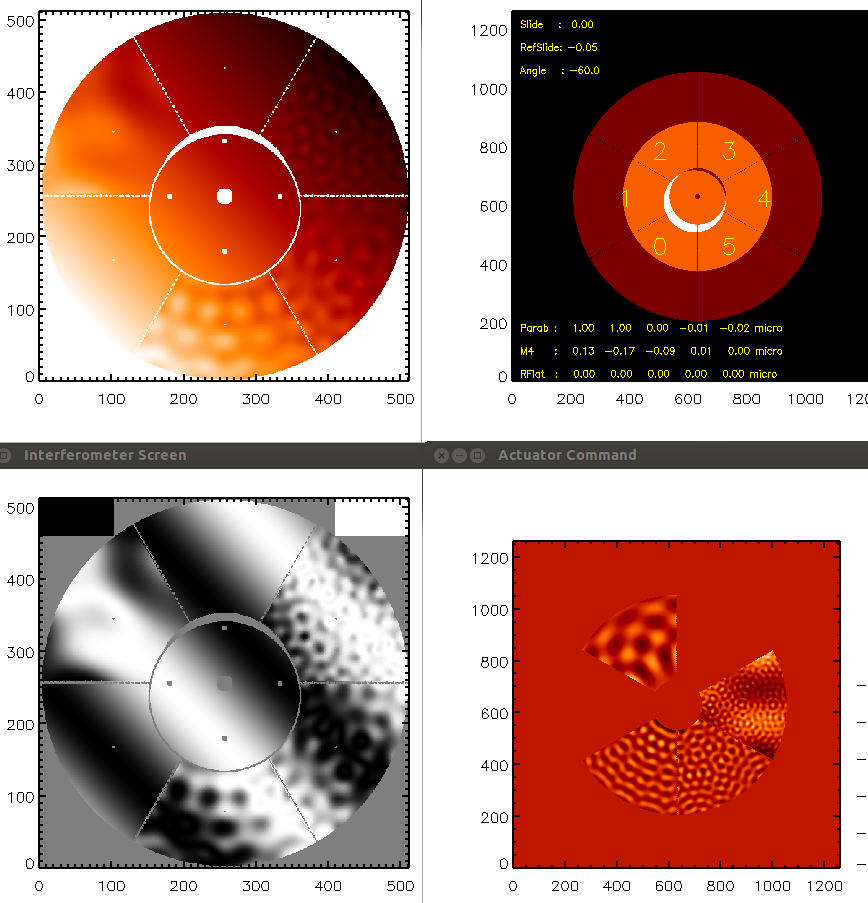 500
400
300
200
100
0
0 100 200 300 400 500
Slide : 0.00
RefSlide: -0.05
Angle : -60.0
1200
1000
800
600
400
200
0
2 3
1 4
0 5
Parab : 1.00 1.00 0.00 -0.01 -0.02 micro
M4 : 0.13 -0.17 -0.09 0.01 0.00 micro
RFlat : 0.00 0.00 0.00 0.00 0.00 micro
0 200 400 600 800 1000 12
Interferometer Screen
Actuator Command
500
400
300
200
100
0
0 100 200 300 400 500
1200
1000
800
600
400
200
0
0 200 400 600 800 1000 1200